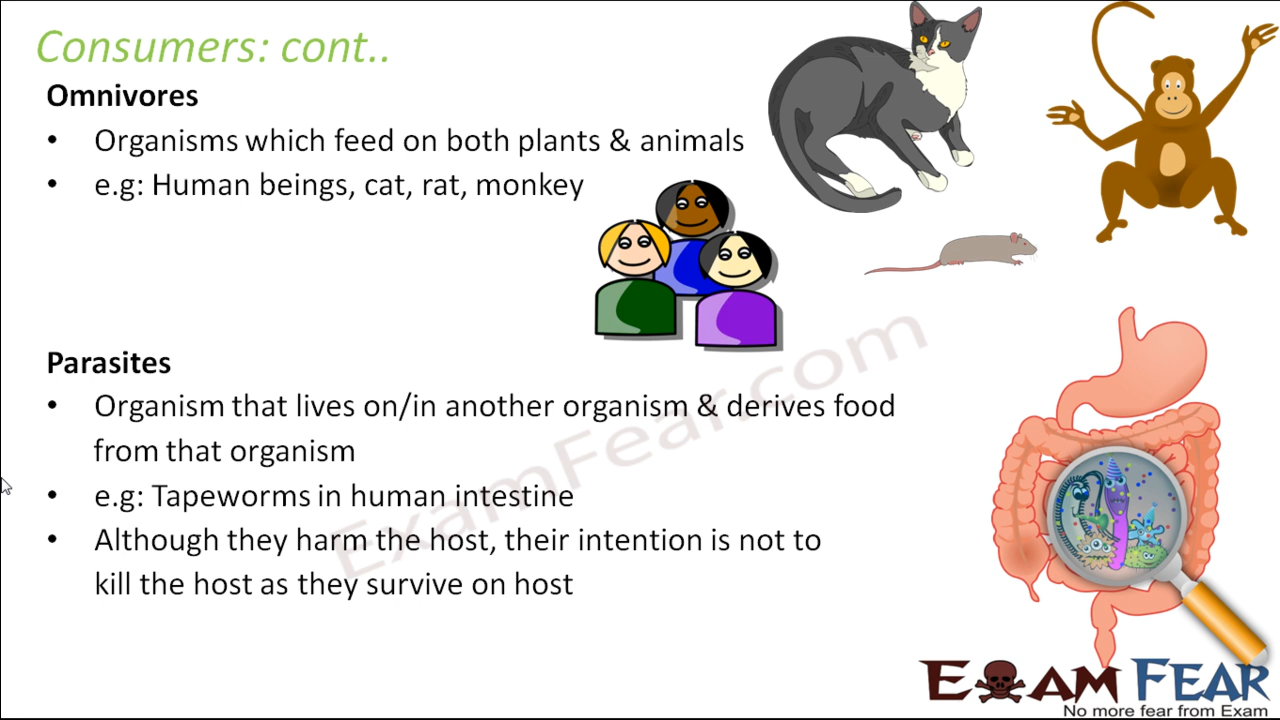 Consumers: cont..
Omnivores
• Organisms which feed on both plants & animals
• e.g: Human beings, cat, rat, monkey
Parasites
• Organism that lives on/in another organism & derives food
from that organism
• e.g: Tapeworms in human intestine
• Although they harm the host, their intention is not to
kill the host as they survive on host
ExamFear.com
EXAM FEAR
No more fear from Exam